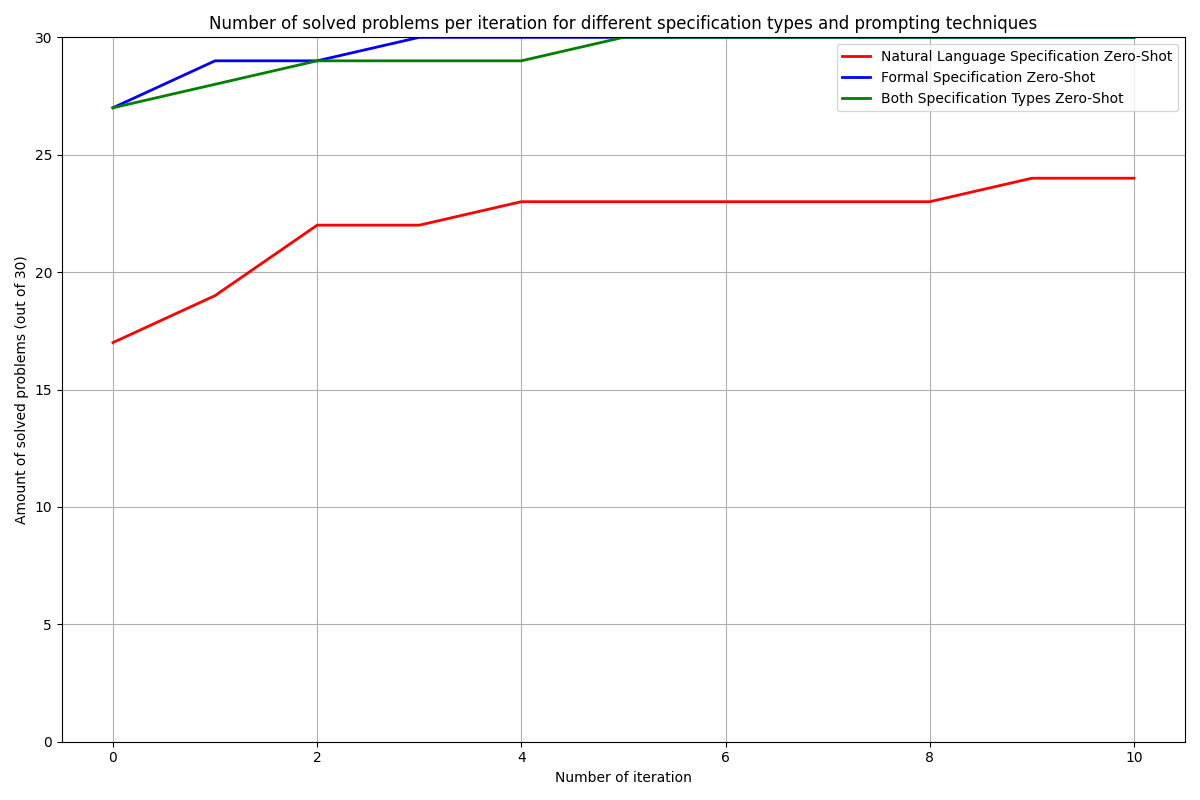 Number of solved problems per iteration for different specification types and prompting techniques
30
25
20
15
10
5
0
Amount of solved problems (out of 30)
Natural Language Specification Zero-Shot
Formal Specification Zero-Shot
Both Specification Types Zero-Shot
0 2 4 6 8 10
Number of iteration